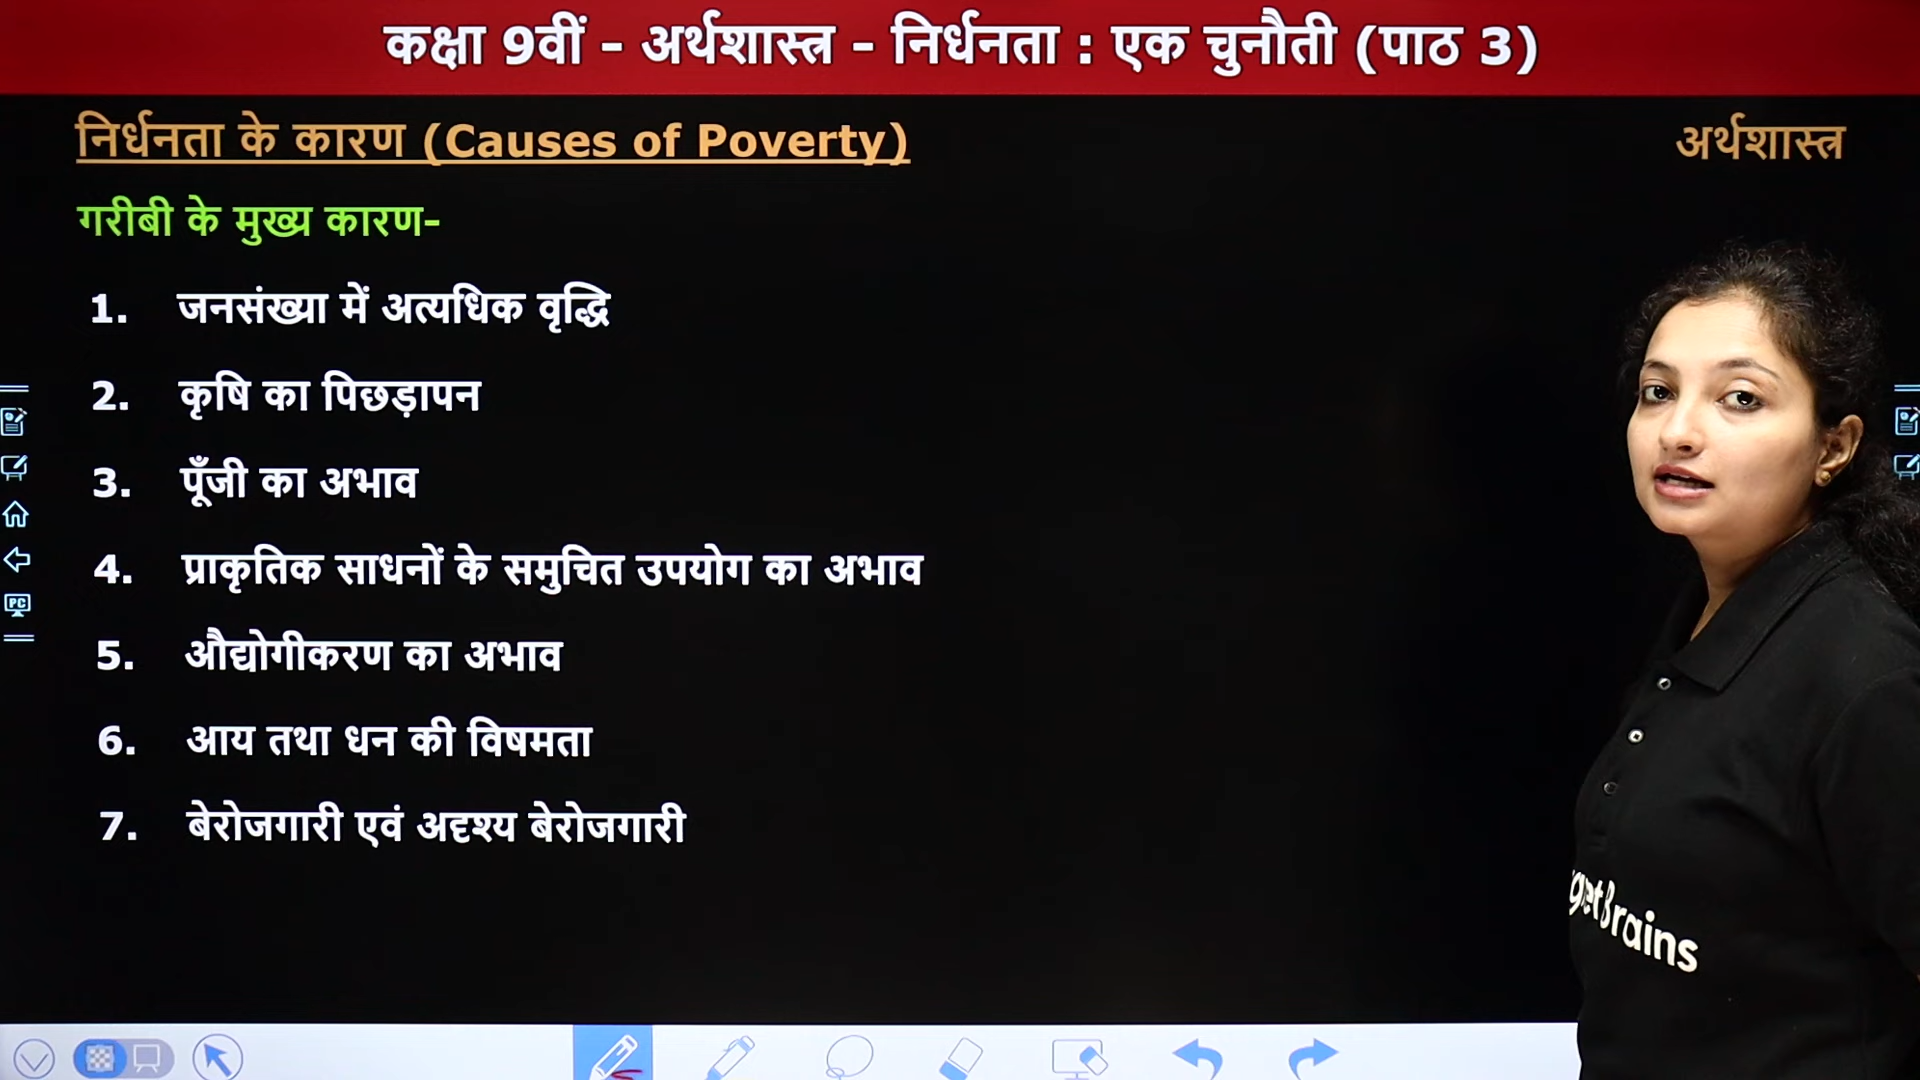 कक्षा 9वीं - अर्थशास्त्र - निर्धनता : एक चुनौती (पाठ 3)
निर्धनता के कारण (Causes of Poverty)
अर्थशास्त्र
गरीबी के मुख्य कारण-
1. जनसंख्या में अत्यधिक वृद्धि
2. कृषि का पिछड़ापन
3. पूँजी का अभाव
4. प्राकृतिक साधनों के समुचित उपयोग का अभाव
5. औद्योगीकरण का अभाव
6. आय तथा धन की विषमता
7. बेरोजगारी एवं अदृश्य बेरोजगारी
PC
getBrains